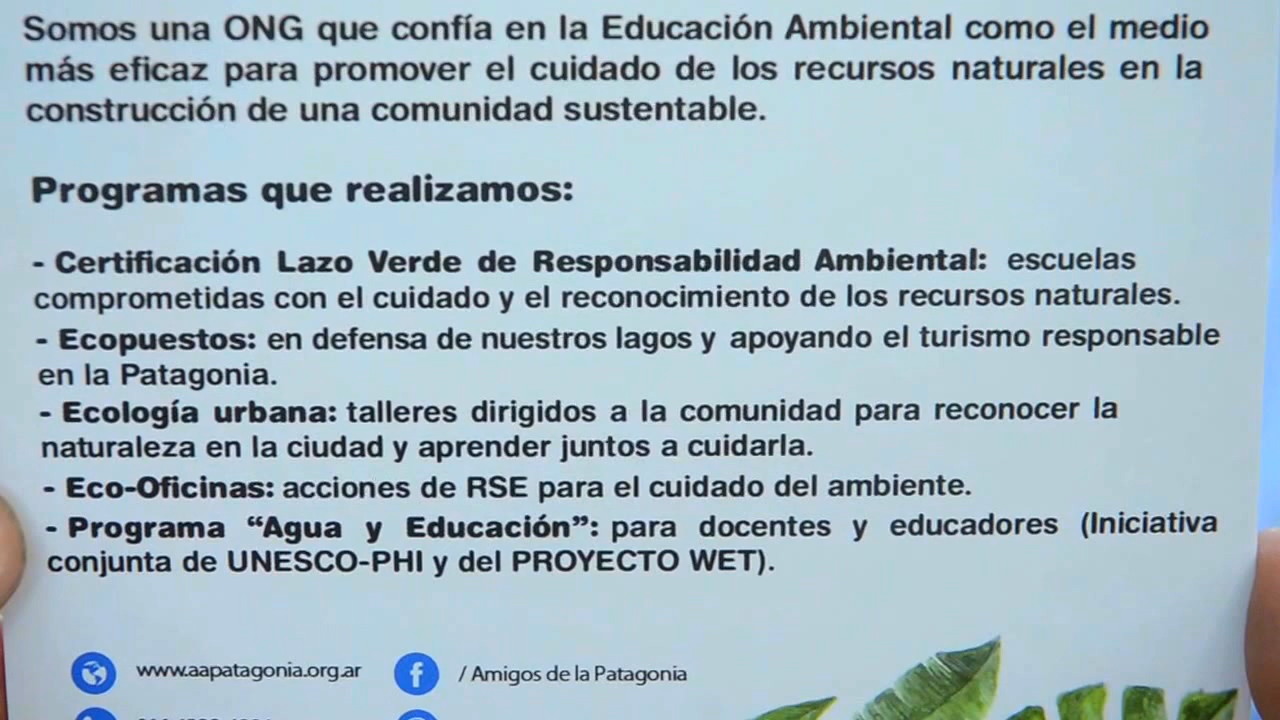 Somos una ONG que confía en la Educación Ambiental como el medio
más eficaz para promover el cuidado de los recursos naturales en la
construcción de una comunidad sustentable.
Programas que realizamos:
- Certificación Lazo Verde de Responsabilidad Ambiental: escuelas
comprometidas con el cuidado y el reconocimiento de los recursos naturales.
- Ecopuestos: en defensa de nuestros lagos y apoyando el turismo responsable
en la Patagonia.
- Ecología urbana: talleres dirigidos a la comunidad para reconocer la
naturaleza en la ciudad y aprender juntos a cuidarla.
- Eco-Oficinas: acciones de RSE para el cuidado del ambiente.
- Programa “Agua y Educación”: para docentes y educadores (Iniciativa
conjunta de UNESCO-PHI y del PROYECTO WET).
www.aapatagonia.org.ar
/ Amigos de la Patagonia